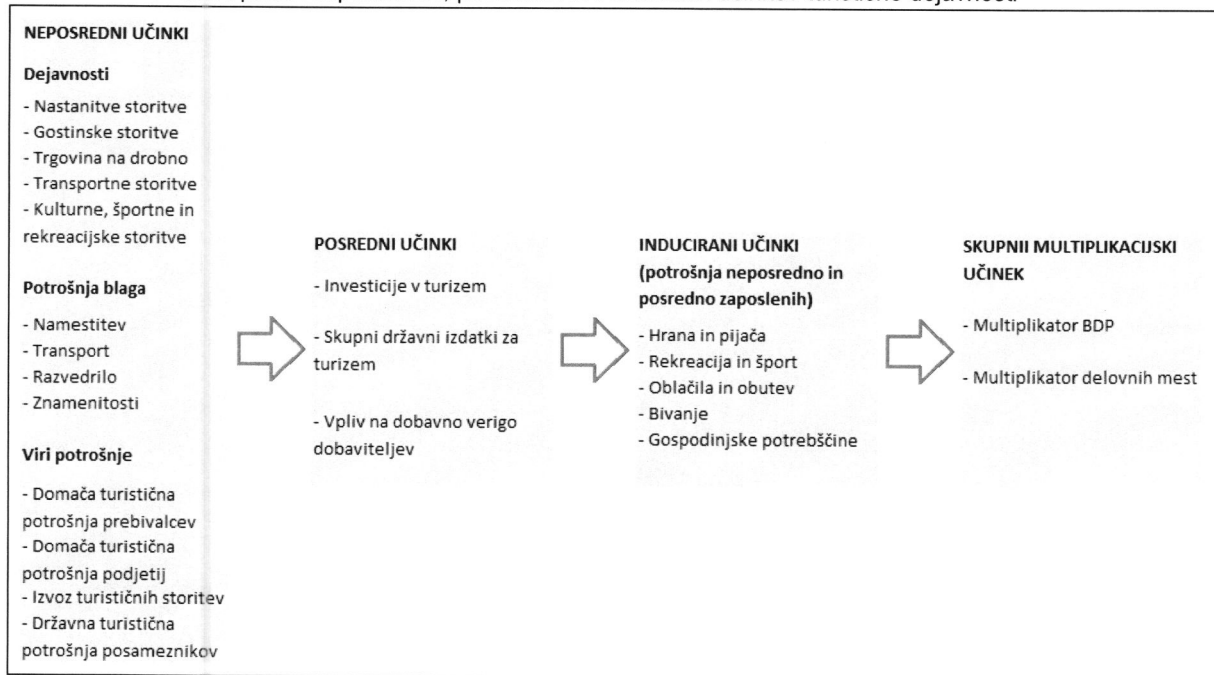 turistične dejavnosti
NEPOSREDNI UČINKI
Dejavnosti
- Nastanitve storitve
- Gostinske storitve
- Trgovina na drobno
- Transportne storitve
- Kulturne, športne in
rekreacijske storitve
Potrošnja blaga
- Namestitev
- Transport
- Razvedrilo
- Znamenitosti
Viri potrošnje
- Domača turistična
potrošnja prebivalcev
- Domača turistična
potrošnja podjetij
- Izvoz turističnih storitev
- Državna turistična
potrošnja posameznikov
POSREDNI UČINKI
- Investicije v turizem
- Skupni državni izdatki za
turizem
- Vpliv na dobavno verigo
dobaviteljev
INDUCIRANI UČINKI
(potrošnja neposredno in
posredno zaposlenih)
- Hrana in pijača
- Rekreacija in šport
- Oblačila in obutev
- Bivanje
- Gospodinjske potrebščine
SKUPNII MULTIPLIKACIJSKI
UČINEK
- Multiplikator BDP
- Multiplikator delovnih mest